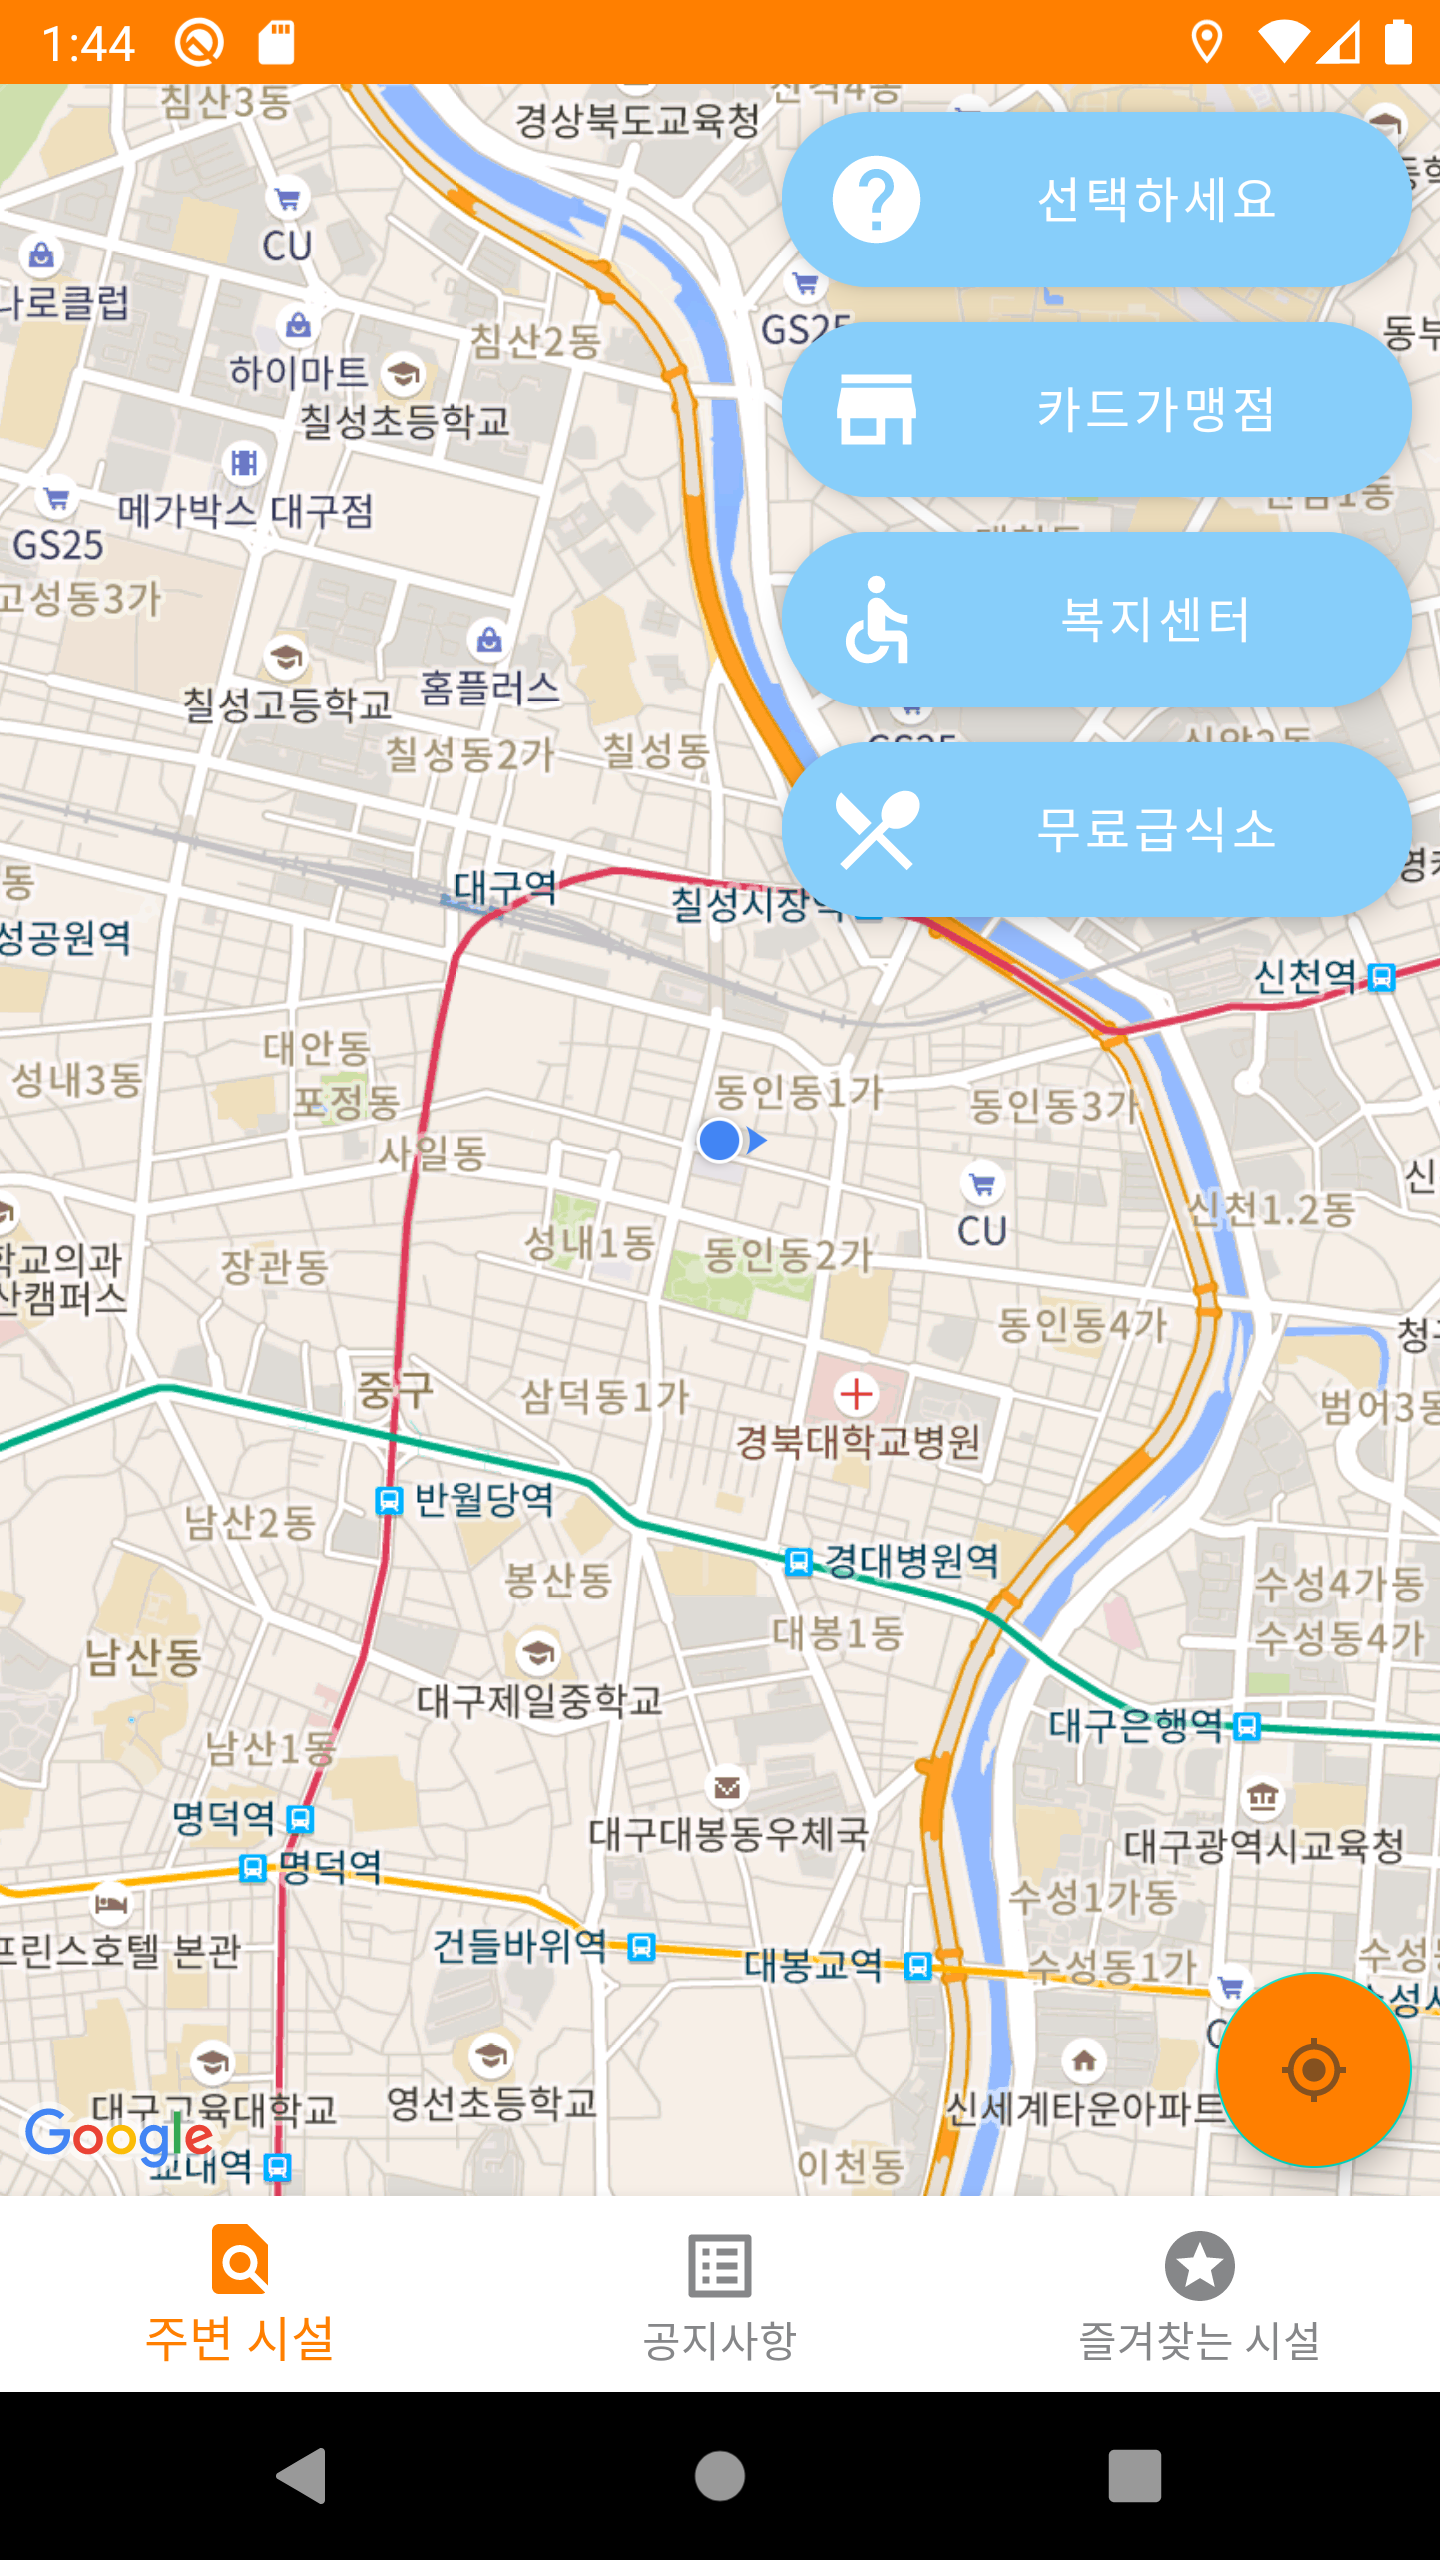 1:44
침산3동
경상북도교육청
선택하세요
CU
나로클럽
침산2동
하이마트
칠성초등학교
카드가맹점
메가박스 대구점
GS25
고성동3가
복지센터
칠성고등학교
홈플러스
칠성동2가
칠성동
무료급식소
대구역
칠성시장역
동
성공원역
신천역
대안동
성내3동
포정동
동인동1가
동인동3가
사일동
신천1.2동
CU
성내1동
동인동2가
장관동
학교의과
산캠퍼스
동인동4가
중구
삼덕동1가
범어3동
경북대학교병원
반월당역
남산2동
경대병원역
봉산동
수성4가동
대봉1동
수성동4가
남산동
대구제일중학교
대구은행역
남산1동
명덕역
대구대봉동우체국
대구광역시교육청
명덕역
수성1가동
프린스호텔 본관
건들바위역
대봉교역
수성동1가
대구교육대학교
영선초등학교
신세계타운아파트
Google
교대역
이천동
주변 시설
공지사항
즐겨찾는 시설